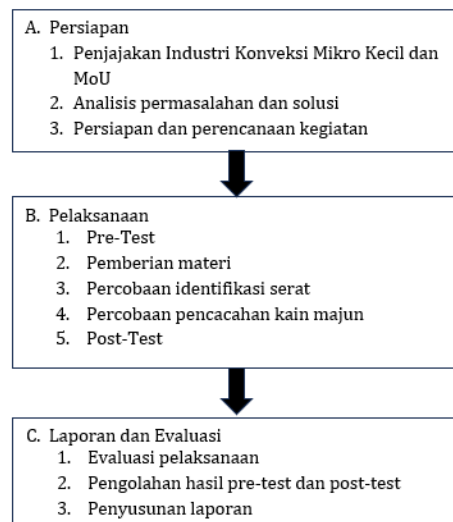 A. Persiapan
1. Penjajakan Industri Konveksi Mikro Kecil dan
MoU
2. Analisis permasalahan dan solusi
3. Persiapan dan perencanaan kegiatan
B. Pelaksanaan
1. Pre-Test
2. Pemberian materi
3. Percobaan identifikasi serat
4. Percobaan pencacahan kain majun
5. Post-Test
C. Laporan dan Evaluasi
1. Evaluasi pelaksanaan
2. Pengolahan hasil pre-test dan post-test
3. Penyusunan laporan